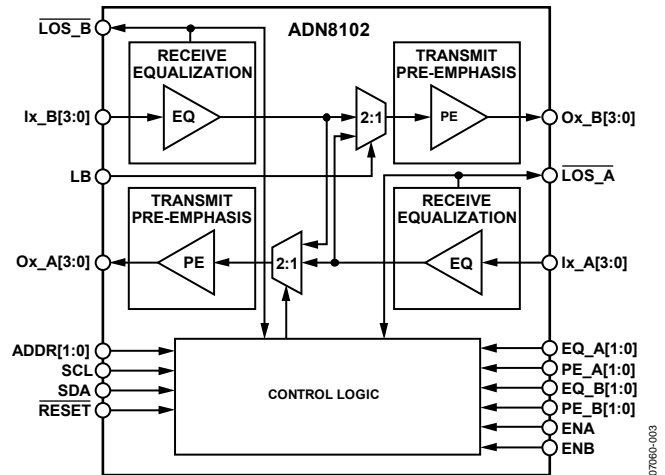 LOS_B
ADN8102
RECEIVE
EQUALIZATION
TRANSMIT
PRE-EMPHASIS
Ix_B[3:0]
EQ
2:1
PE
Ox_B[3:0]
LB
LOS_A
TRANSMIT
PRE-EMPHASIS
RECEIVE
EQUALIZATION
Ox_A[3:0]
PE
2:1
EQ
Ix_A[3:0]
ADDR[1:0]
SCL
SDA
RESET
CONTROL LOGIC
EQ_A[1:0]
PE_A[1:0]
EQ_B[1:0]
PE_B[1:0]
ENA
ENB
07060-003